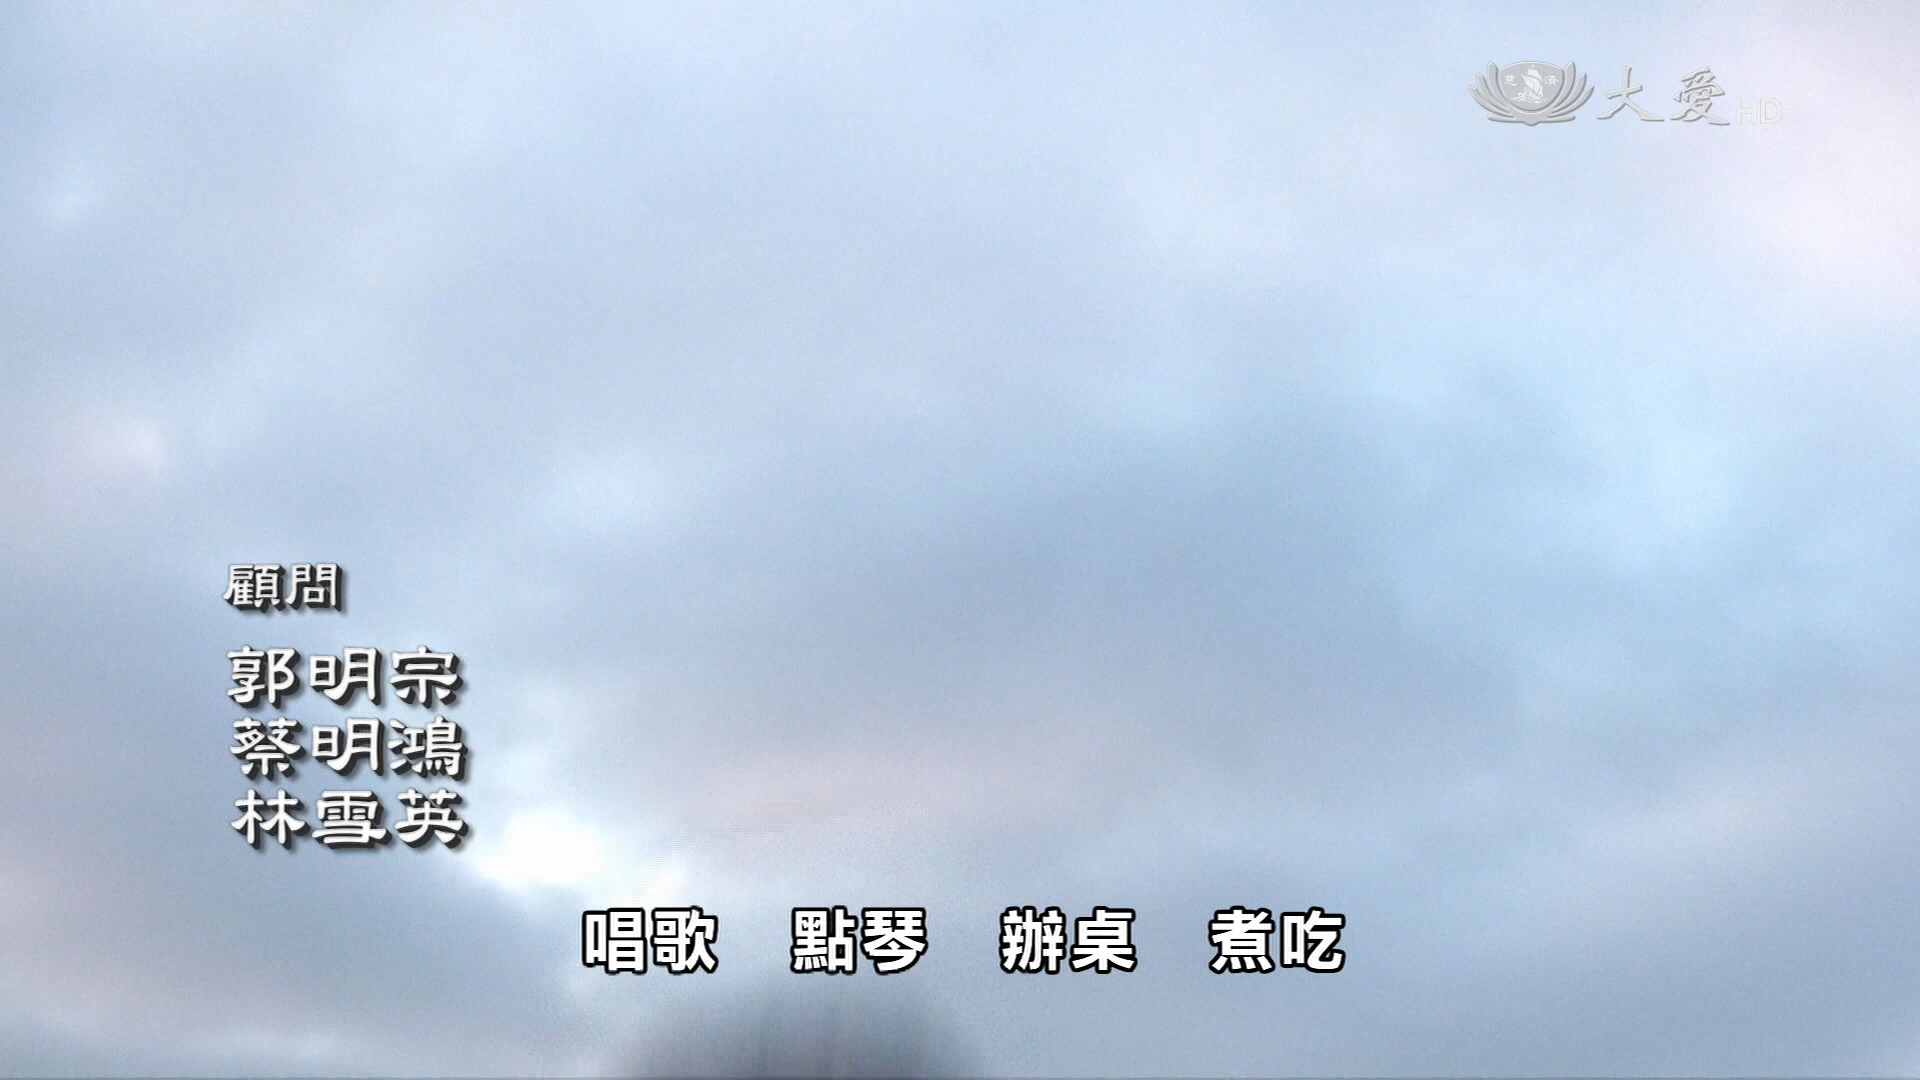 大愛HD
顧問
郭明宗
蔡明鴻
林雪英
唱歌　點琴　辦桌　煮吃